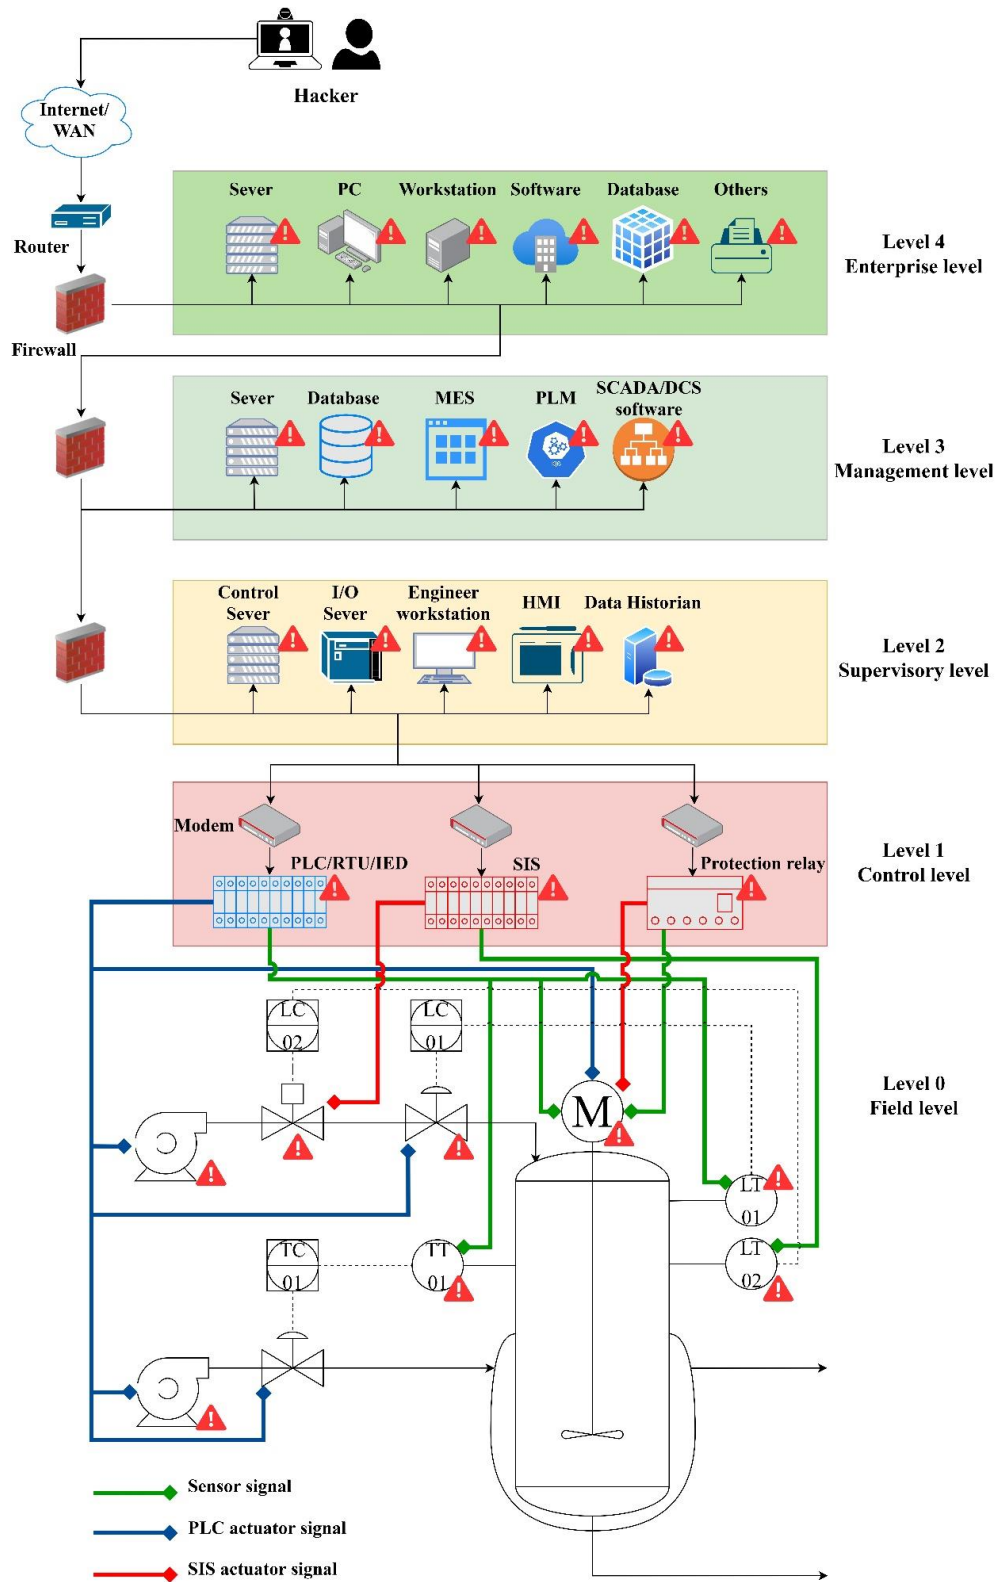 Hacker
Internet/
WAN
Router
Firewall
Sever
PC
Workstation
Software
Database
Others
Level 4
Enterprise level
Sever
Database
MES
PLM
SCADA/DCS
software
Level 3
Management level
Control
Sever
I/O
Sever
Engineer
workstation
HMI
Data Historian
Level 2
Supervisory level
Modem
PLC/RTU/IED
SIS
Protection relay
Level 1
Control level
LC
02
LC
01
M
LT
01
LT
02
TC
01
TT
01
Level 0
Field level
Sensor signal
PLC actuator signal
SIS actuator signal